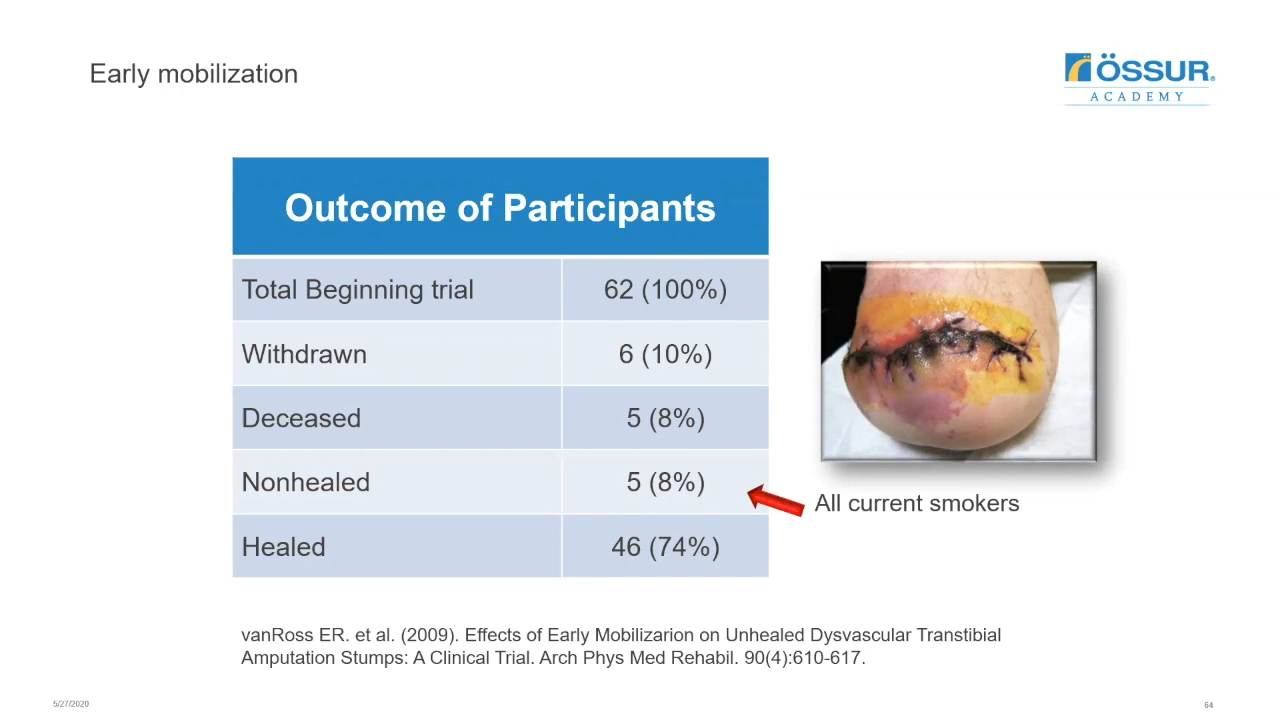 Early mobilization
ÖSSUR®
ACADEMY
Outcome of Participants
Total Beginning trial 62 (100%)
Withdrawn 6 (10%)
Deceased 5 (8%)
Nonhealed 5 (8%)
All current smokers
Healed 46 (74%)
vanRoss ER. et al. (2009). Effects of Early Mobilizarion on Unhealed Dysvascular Transtibial
Amputation Stumps: A Clinical Trial. Arch Phys Med Rehabil. 90(4):610-617.
5/27/2020
64